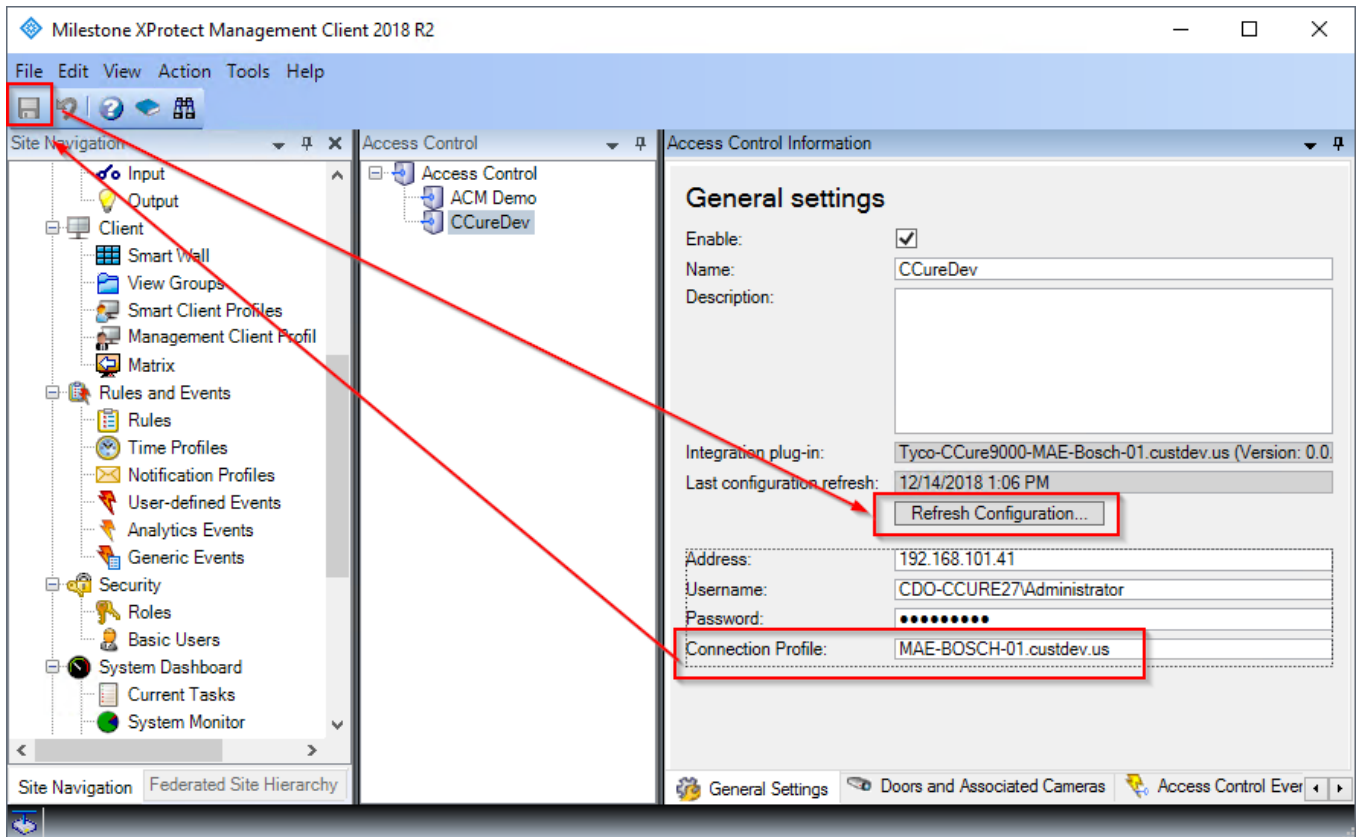 Milestone XProtect Management Client 2018 R2
File Edit View Action Tools Help
Site Navigation
Input
Output
Client
Smart Wall
View Groups
Smart Client Profiles
Management Client Profil
Matrix
Rules and Events
Rules
Time Profiles
Notification Profiles
User-defined Events
Analytics Events
Generic Events
Security
Roles
Basic Users
System Dashboard
Current Tasks
System Monitor
Site Navigation Federated Site Hierarchy
Access Control
Access Control
ACM Demo
CCureDev
Access Control Information
General settings
Enable:
Name: CCureDev
Description:
Integration plug-in: Tyco-CCure9000-MAE-Bosch-01.custdev.us (Version: 0.0.
Last configuration refresh: 12/14/2018 1:06 PM
Refresh Configuration...
Address: 192.168.101.41
Username: CDO-CCURE27\Administrator
Password: •••••••••
Connection Profile: MAE-BOSCH-01.custdev.us
General Settings Doors and Associated Cameras Access Control Ever